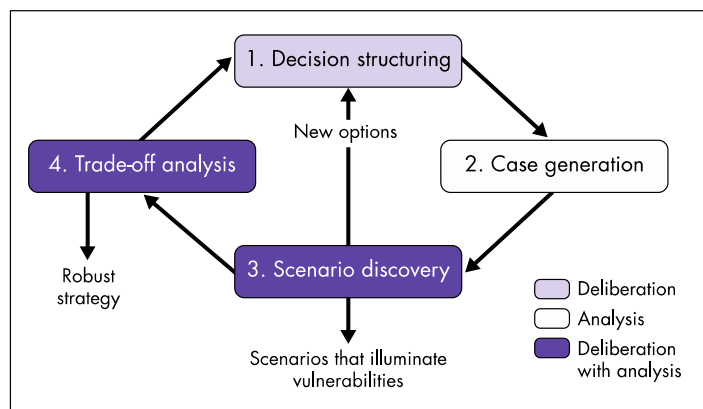 1. Decision structuring
New options
4. Trade-off analysis
2. Case generation
3. Scenario discovery
Robust
strategy
Scenarios that illuminate
vulnerabilities
Deliberation
Analysis
Deliberation
with analysis